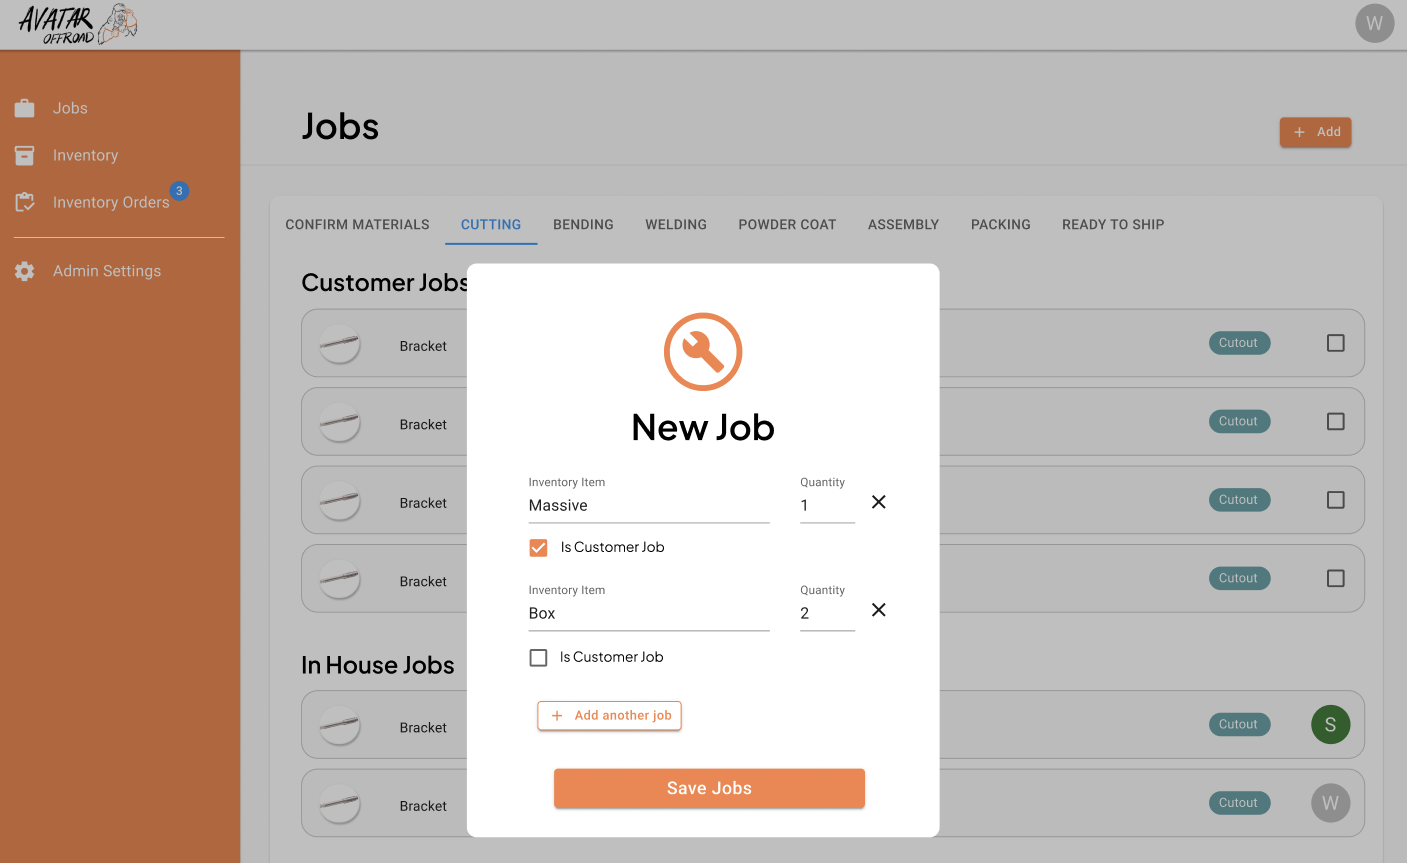 AVATAR
OFFROAD
W
Jobs
Inventory
Inventory Orders 3
Admin Settings
Jobs
+ Add
CONFIRM MATERIALS CUTTING BENDING WELDING POWDER COAT ASSEMBLY PACKING READY TO SHIP
Customer Jobs
Bracket Cutout
Bracket Cutout
Bracket Cutout
Bracket Cutout
In House Jobs
Bracket Cutout S
Bracket Cutout W
New Job
Inventory Item Quantity
Massive 1
Is Customer Job
Inventory Item Quantity
Box 2
Is Customer Job
+ Add another job
Save Jobs